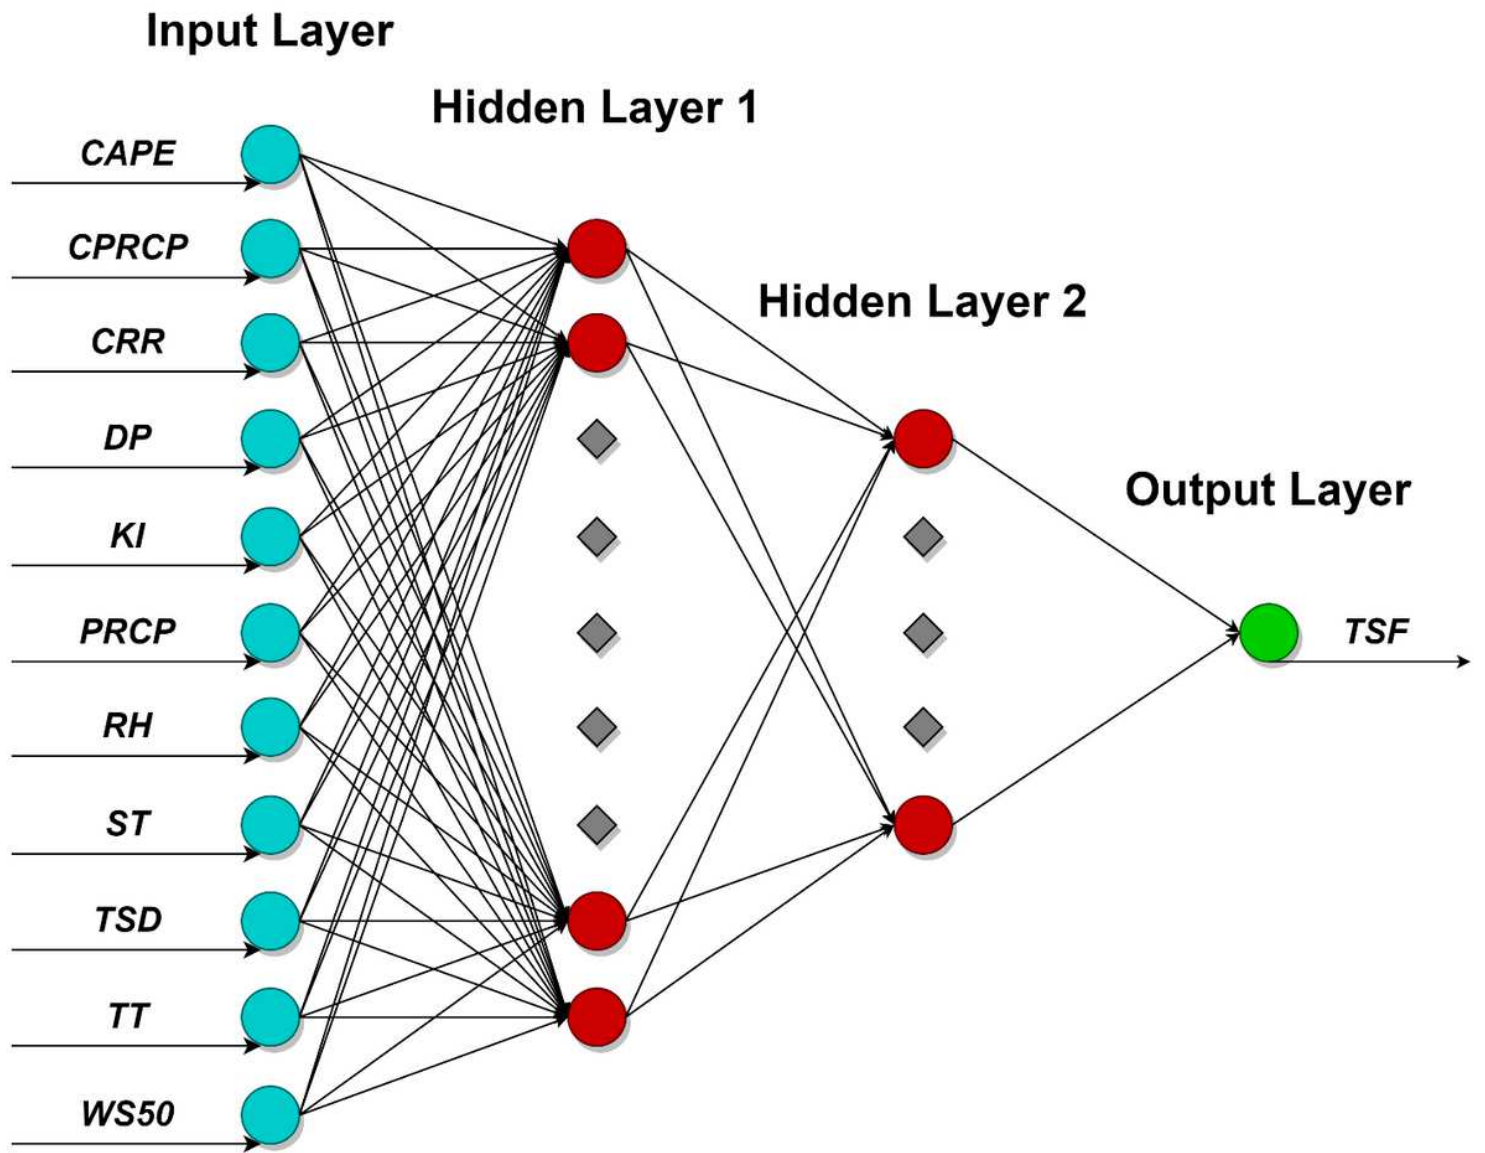 Input Layer
Hidden Layer 1
CAPE
CPRCP
Hidden Layer 2
CRR
DP
Output Layer
KI
PRCP
TSF
RH
ST
TSD
TT
WS50